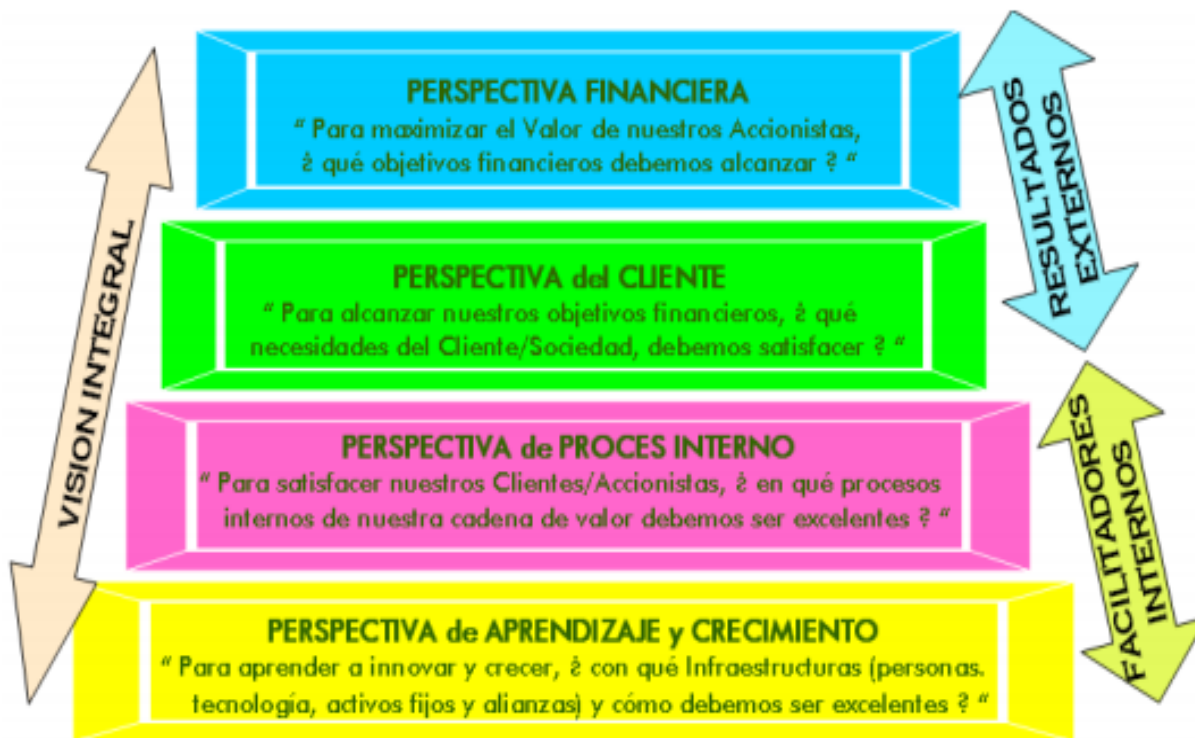 VISION INTEGRAL
PERSPECTIVA FINANCIERA
“ Para maximizar el Valor de nuestros Accionistas,
¿ qué objetivos financieros debemos alcanzar ? “
PERSPECTIVA del CLIENTE
“ Para alcanzar nuestros objetivos financieros, ¿ qué
necesidades del Cliente/Sociedad, debemos satisfacer ? “
PERSPECTIVA de PROCES INTERNO
“ Para satisfacer nuestros Clientes/Accionistas, ¿ en qué procesos
internos de nuestra cadena de valor debemos ser excelentes ? “
PERSPECTIVA de APRENDIZAJE y CRECIMIENTO
“ Para aprender a innovar y crecer, ¿ con qué Infraestructuras (personas.
tecnología, activos fijos y alianzas) y cómo debemos ser excelentes ? “
RESULTADOS
EXTERNOS
FACILITADORES
INTERNOS